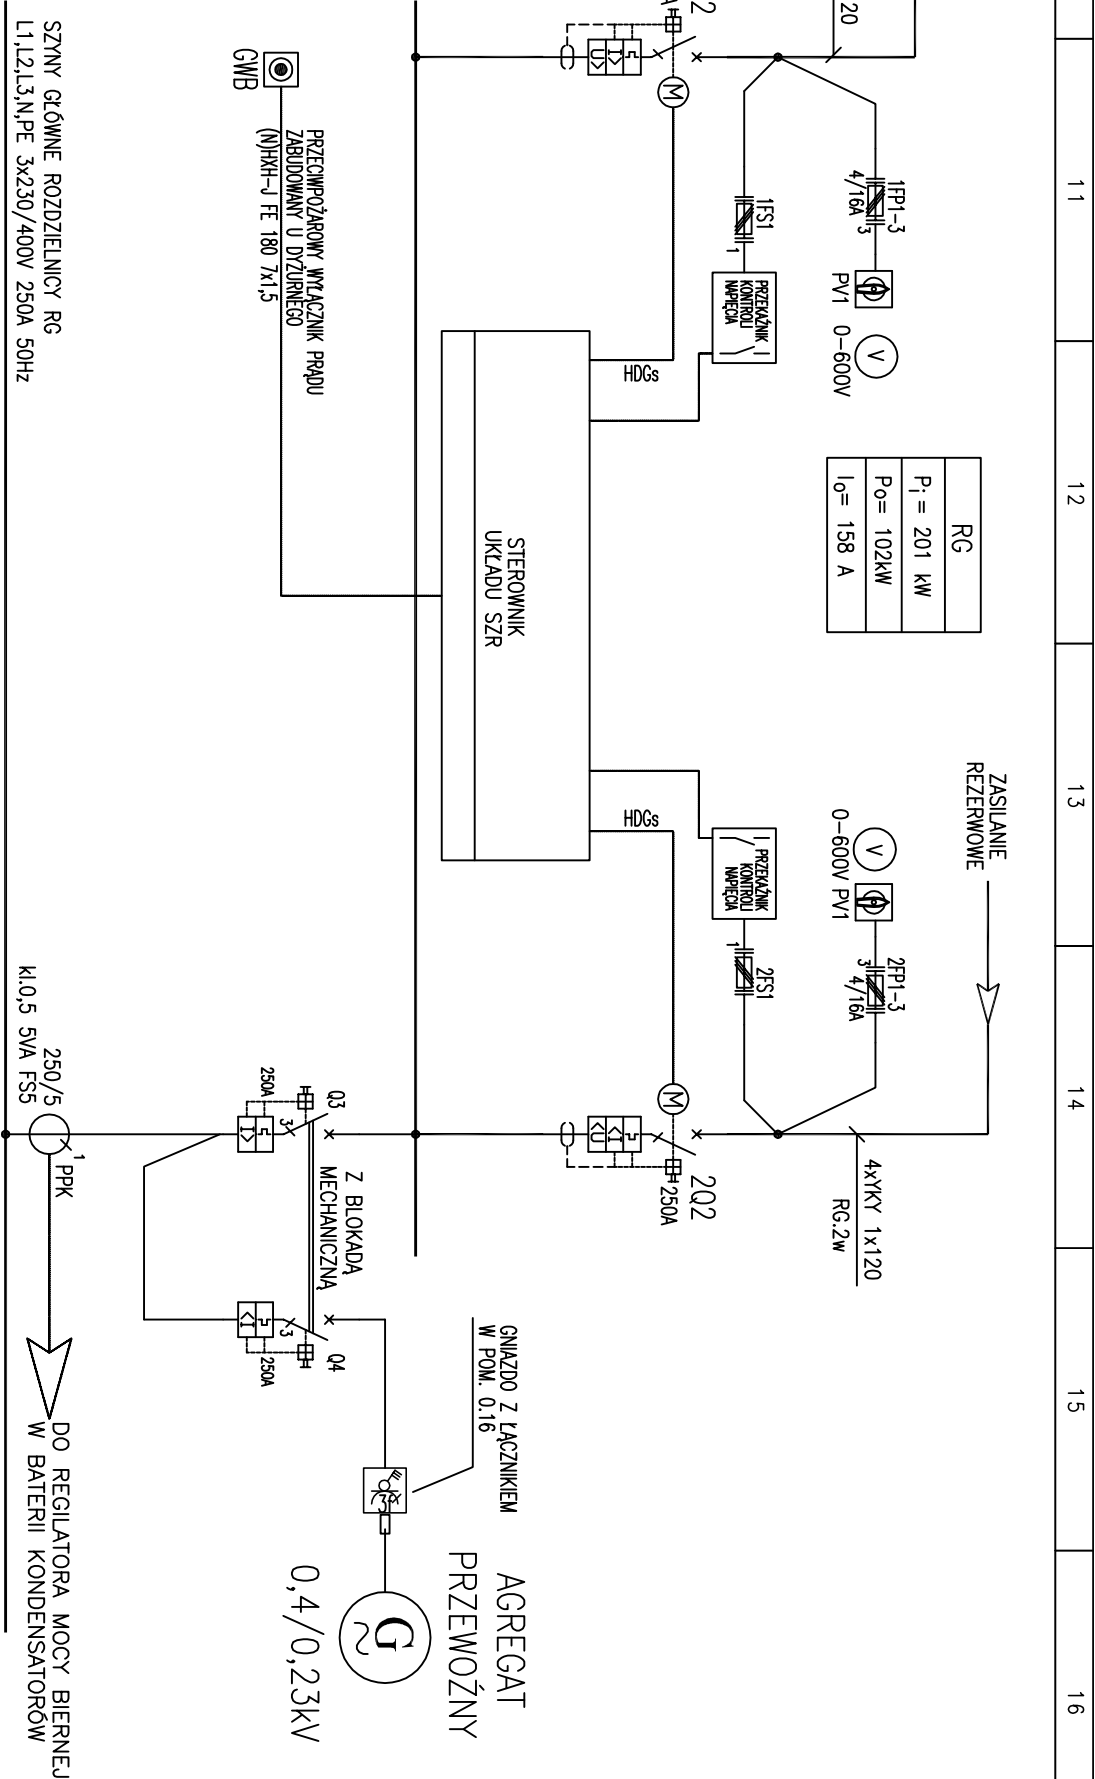 11
12
13
14
15
16
20
2
1FP1-3
4/16A
3
PV1
V
0-600V
1FS1
1
PRZEKAŹNIK
KONTROLI
NAPIĘCIA
M
I>
U>
HDGs
RG
Pi= 201 kW
Po= 102kW
Io= 158 A
ZASILANIE
REZERWOWE
V
0-600V PV1
2FP1-3
4/16A
3
2FS1
1
PRZEKAŹNIK
KONTROLI
NAPIĘCIA
HDGs
M
2Q2
250A
I>
U>
4xYKY 1x120
RG.2w
STEROWNIK
UKŁADU SZR
GWB
PRZECIWPOŻAROWY WYŁĄCZNIK PRĄDU
ZABUDOWANY U DYŻURNEGO
(N)HXH-J FE 180 7x1,5
Q3
250A
3
I>
Z BLOKADĄ
MECHANICZNĄ
Q4
250A
3
I>
GNIAZDO Z ŁĄCZNIKIEM
W POM. 0.16
3f
AGREGAT
PRZEWOŹNY
G
0,4/0,23kV
SZYNY GŁÓWNE ROZDZIELNICY RG
L1,L2,L3,N,PE 3x230/400V 250A 50Hz
250/5
kl.0,5 5VA FS5
1
PPK
DO REGILATORA MOCY BIERNEJ
W BATERII KONDENSATORÓW